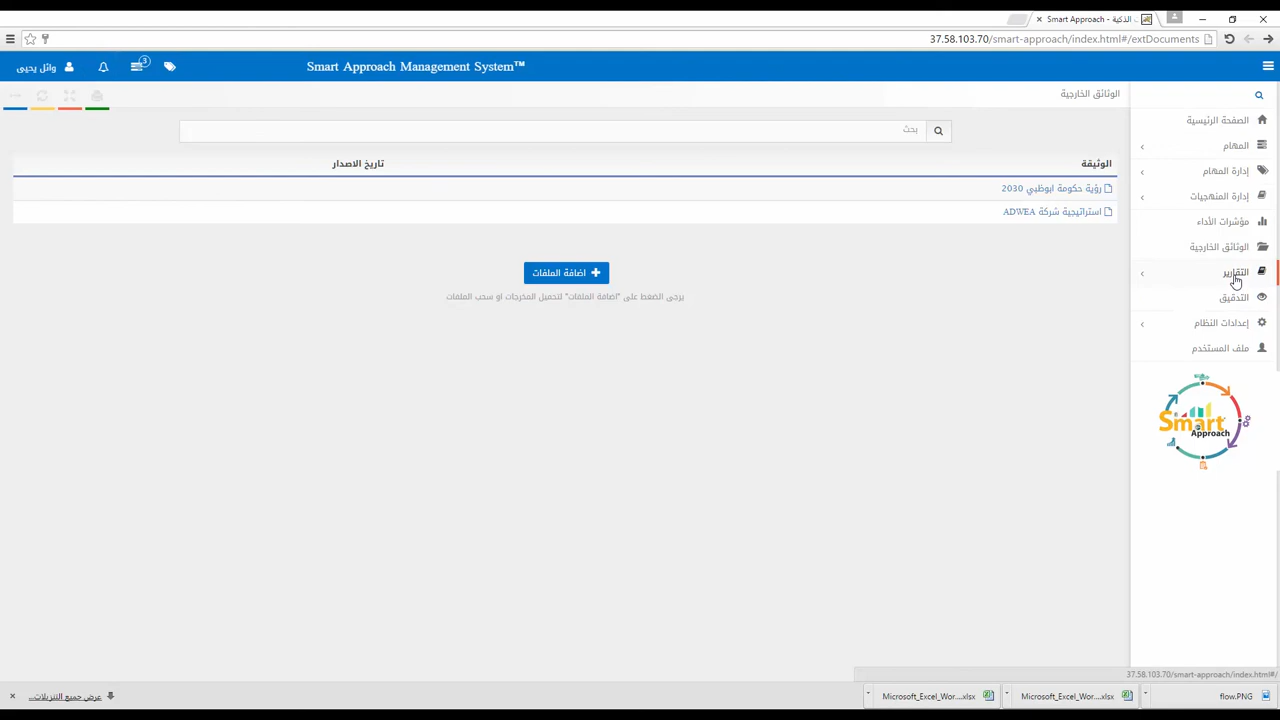 Smart Approach - الذكية
37.58.103.70/smart-approach/index.html#/extDocuments
Smart Approach Management System™
3
وائل يحيى
الوثائق الخارجية
بحث
الوثيقة
تاريخ الاصدار
رؤية حكومة ابوظبي 2030
استراتيجية شركة ADWEA
اضافة الملفات
يرجى الضغط على "اضافة الملفات" لتحميل المخرجات او سحب الملفات
الصفحة الرئيسية
المهام
إدارة المهام
إدارة المنهجيات
مؤشرات الأداء
الوثائق الخارجية
التقارير
التدقيق
إعدادات النظام
ملف المستخدم
Smart
Approach
37.58.103.70/smart-approach/index.html#/
flow.PNG
Microsoft_Excel_Wor....xlsx
Microsoft_Excel_Wor....xlsx
عرض جميع التنزيلات...